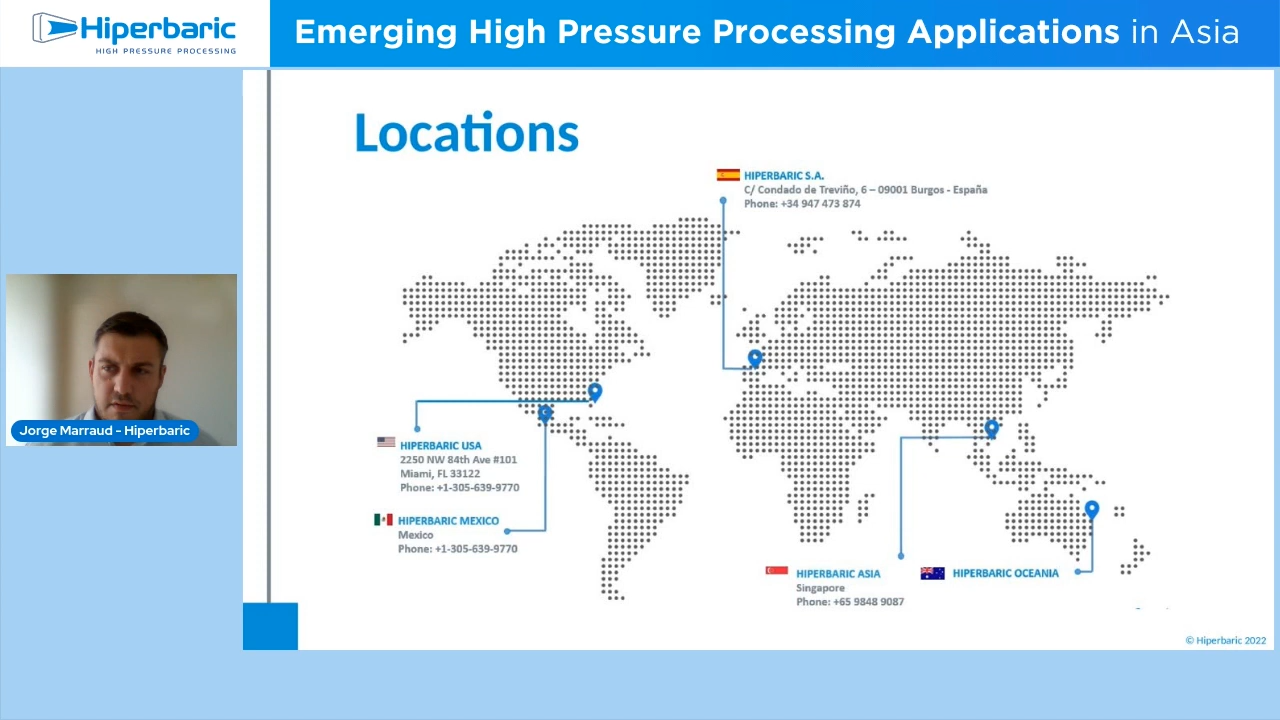 Hiperbaric
HIGH PRESSURE PROCESSING
Emerging High Pressure Processing Applications in Asia
Locations
HIPERBARIC S.A.
C/ Condado de Treviño, 6 – 09001 Burgos - España
Phone: +34 947 473 874
Jorge Marraud – Hiperbaric
HIPERBARIC USA
2250 NW 84th Ave #101
Miami, FL 33122
Phone: +1-305-639-9770
HIPERBARIC MEXICO
Mexico
Phone: +1-305-639-9770
HIPERBARIC ASIA
Singapore
Phone: +65 9848 9087
HIPERBARIC OCEANIA
© Hiperbaric 2022